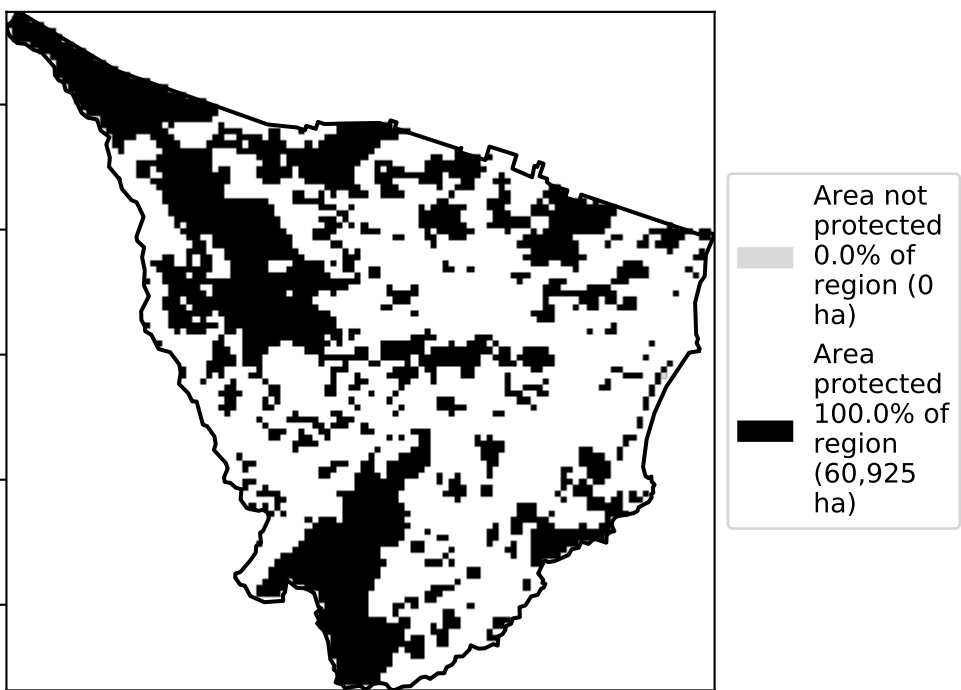 Area not
protected
0.0% of
region (0
ha)
Area
protected
100.0% of
region
(60,925
ha)